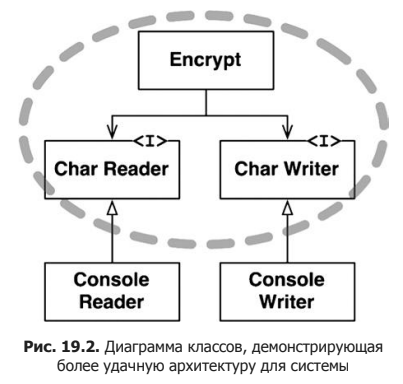 Encrypt
<I> <I>
Char Reader Char Writer
Console Console
Reader Writer
Рис. 19.2. Диаграмма классов, демонстрирующая
более удачную архитектуру для системы